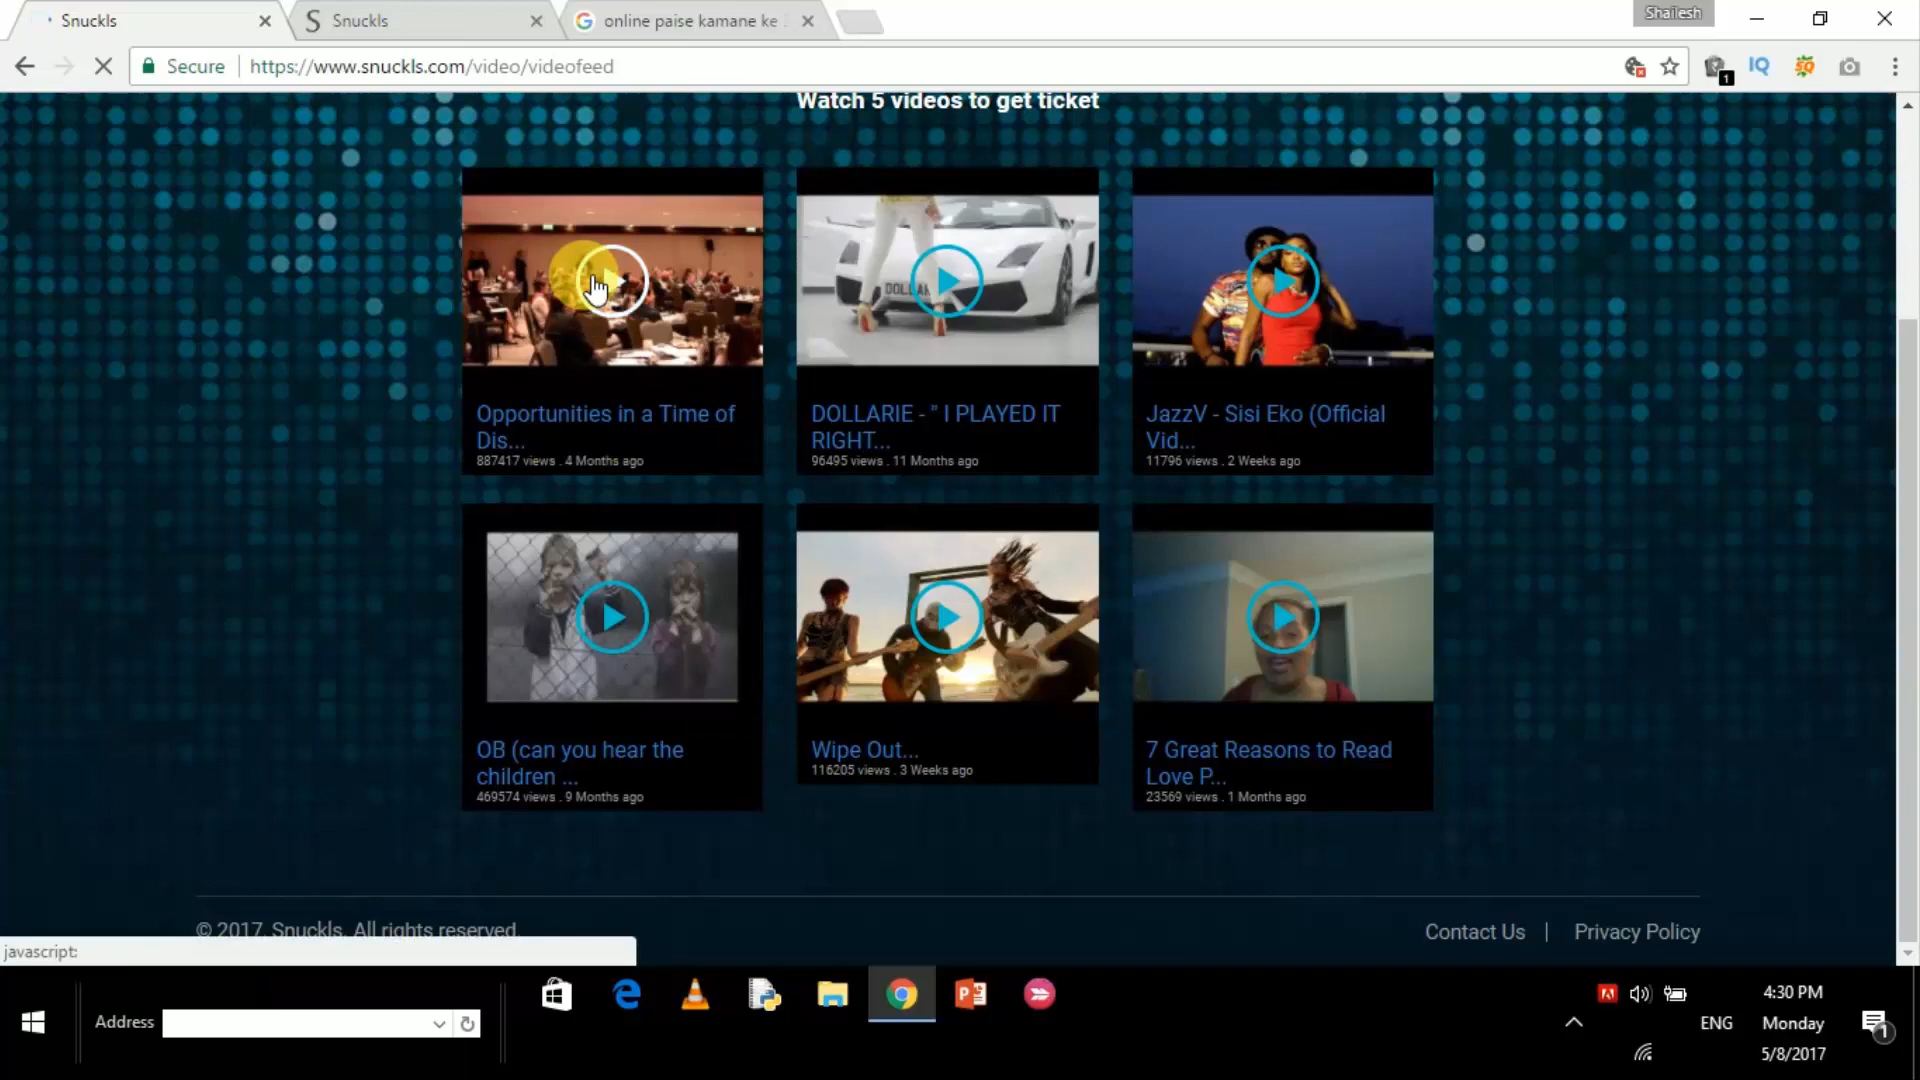 Snuckls
Snuckls
online paise kamane ke
Shailesh
Secure
https://www.snuckls.com/video/videofeed
1
IQ
SQ
Watch 5 videos to get ticket
DOLLAR
Opportunities in a Time of
Dis...
887417 views . 4 Months ago
DOLLARIE - " I PLAYED IT
RIGHT...
96495 views . 11 Months ago
JazzV - Sisi Eko (Official
Vid...
11796 views . 2 Weeks ago
OB (can you hear the
children ...
469574 views . 9 Months ago
Wipe Out...
116205 views . 3 Weeks ago
7 Great Reasons to Read
Love P...
23569 views . 1 Months ago
© 2017, Snuckls. All rights reserved.
Contact Us | Privacy Policy
javascript:
Address
4:30 PM
ENG
Monday
1
5/8/2017